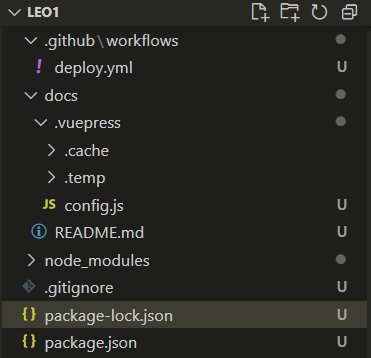 LEO1
.github\workflows
! deploy.yml U
docs
.vuepress
.cache
.temp
JS config.js U
README.md U
node_modules
.gitignore U
{} package-lock.json U
{} package.json U